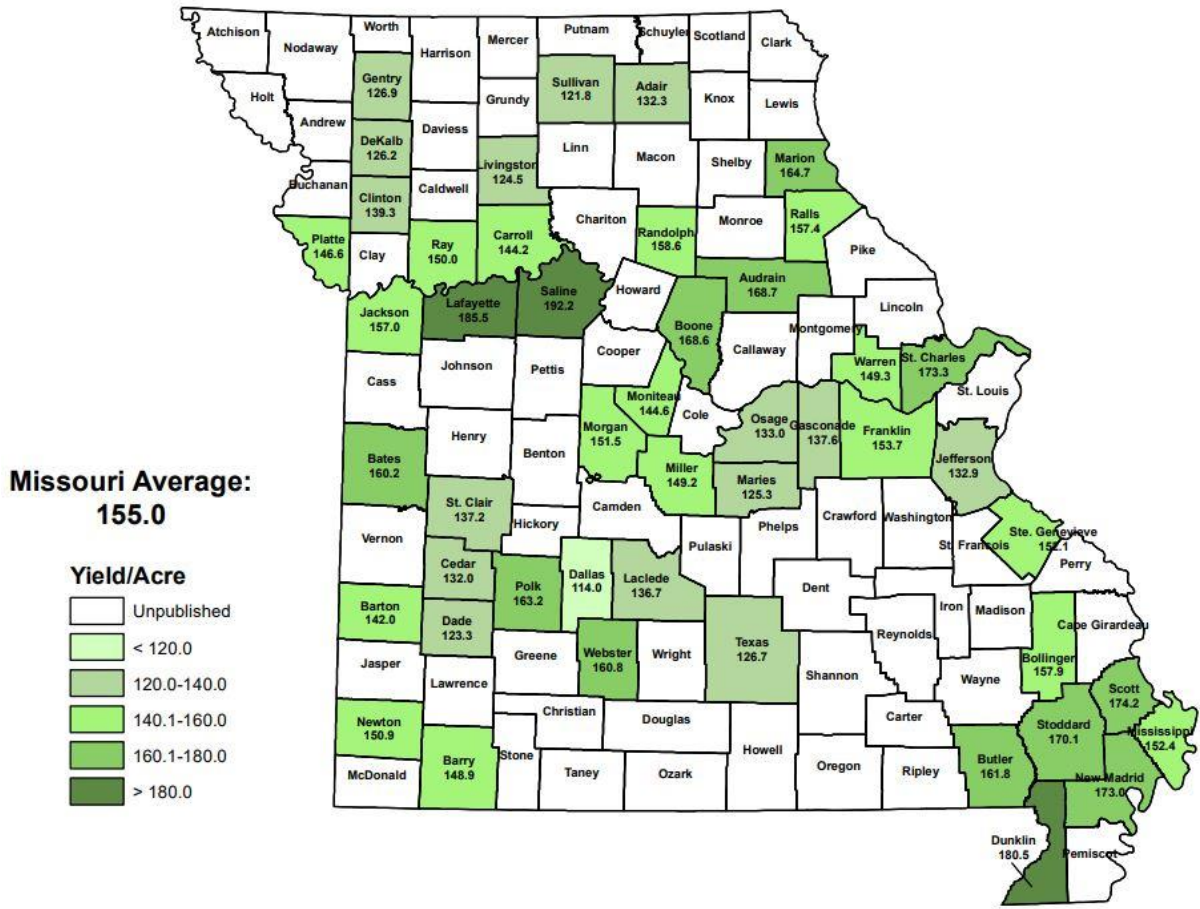 Atchison
Nodaway
Worth
Harrison
Mercer
Putnam
Schuyler
Scotland
Clark
Holt
Gentry
126.9
Grundy
Sullivan
121.8
Adair
132.3
Knox
Lewis
Andrew
DeKalb
126.2
Daviess
Livingston
124.5
Linn
Macon
Shelby
Marion
164.7
Buchanan
Clinton
139.3
Caldwell
Chariton
Randolph
158.6
Monroe
Ralls
157.4
Pike
Platte
146.6
Clay
Ray
150.0
Carroll
144.2
Audrain
168.7
Jackson
157.0
Lafayette
185.5
Saline
192.2
Howard
Boone
168.6
Callaway
Montgomery
Lincoln
Warren
149.3
St. Charles
173.3
St. Louis
Cass
Johnson
Pettis
Cooper
Moniteau
144.6
Cole
Osage
133.0
Gasconade
137.6
Franklin
153.7
Jefferson
132.9
Bates
160.2
Henry
Benton
Morgan
151.5
Miller
149.2
Maries
125.3
Missouri Average:
155.0
St. Clair
137.2
Hickory
Camden
Pulaski
Phelps
Crawford
Washington
St. Francois
Ste. Genevieve
152.1
Perry
Vernon
Cedar
132.0
Polk
163.2
Dallas
114.0
Laclede
136.7
Dent
Iron
Madison
Cape Girardeau
Yield/Acre
Unpublished
< 120.0
120.0-140.0
140.1-160.0
160.1-180.0
> 180.0
Barton
142.0
Dade
123.3
Greene
Webster
160.8
Wright
Texas
126.7
Shannon
Reynolds
Wayne
Bollinger
157.9
Scott
174.2
Mississippi
152.4
Jasper
Lawrence
Christian
Douglas
Howell
Carter
Stoddard
170.1
Newton
150.9
McDonald
Barry
148.9
Stone
Taney
Ozark
Oregon
Ripley
Butler
161.8
New Madrid
173.0
Dunklin
180.5
Pemiscot